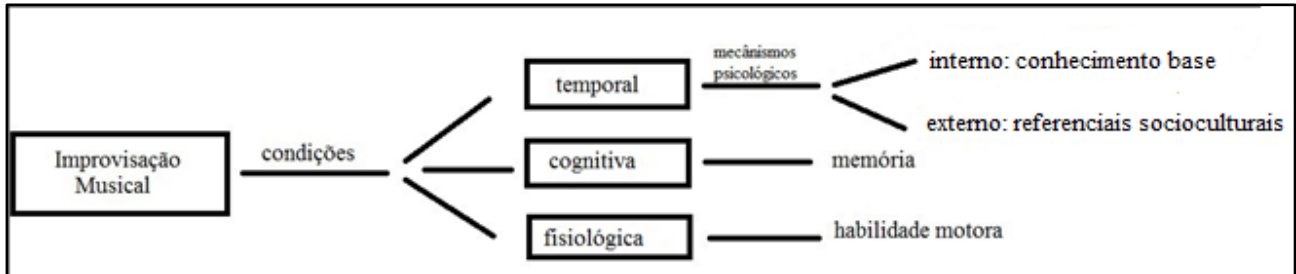 Improvisação
Musical
condições
temporal
mecânismos
psicológicos
interno: conhecimento base
externo: referenciais socioculturais
cognitiva
memória
fisiológica
habilidade motora